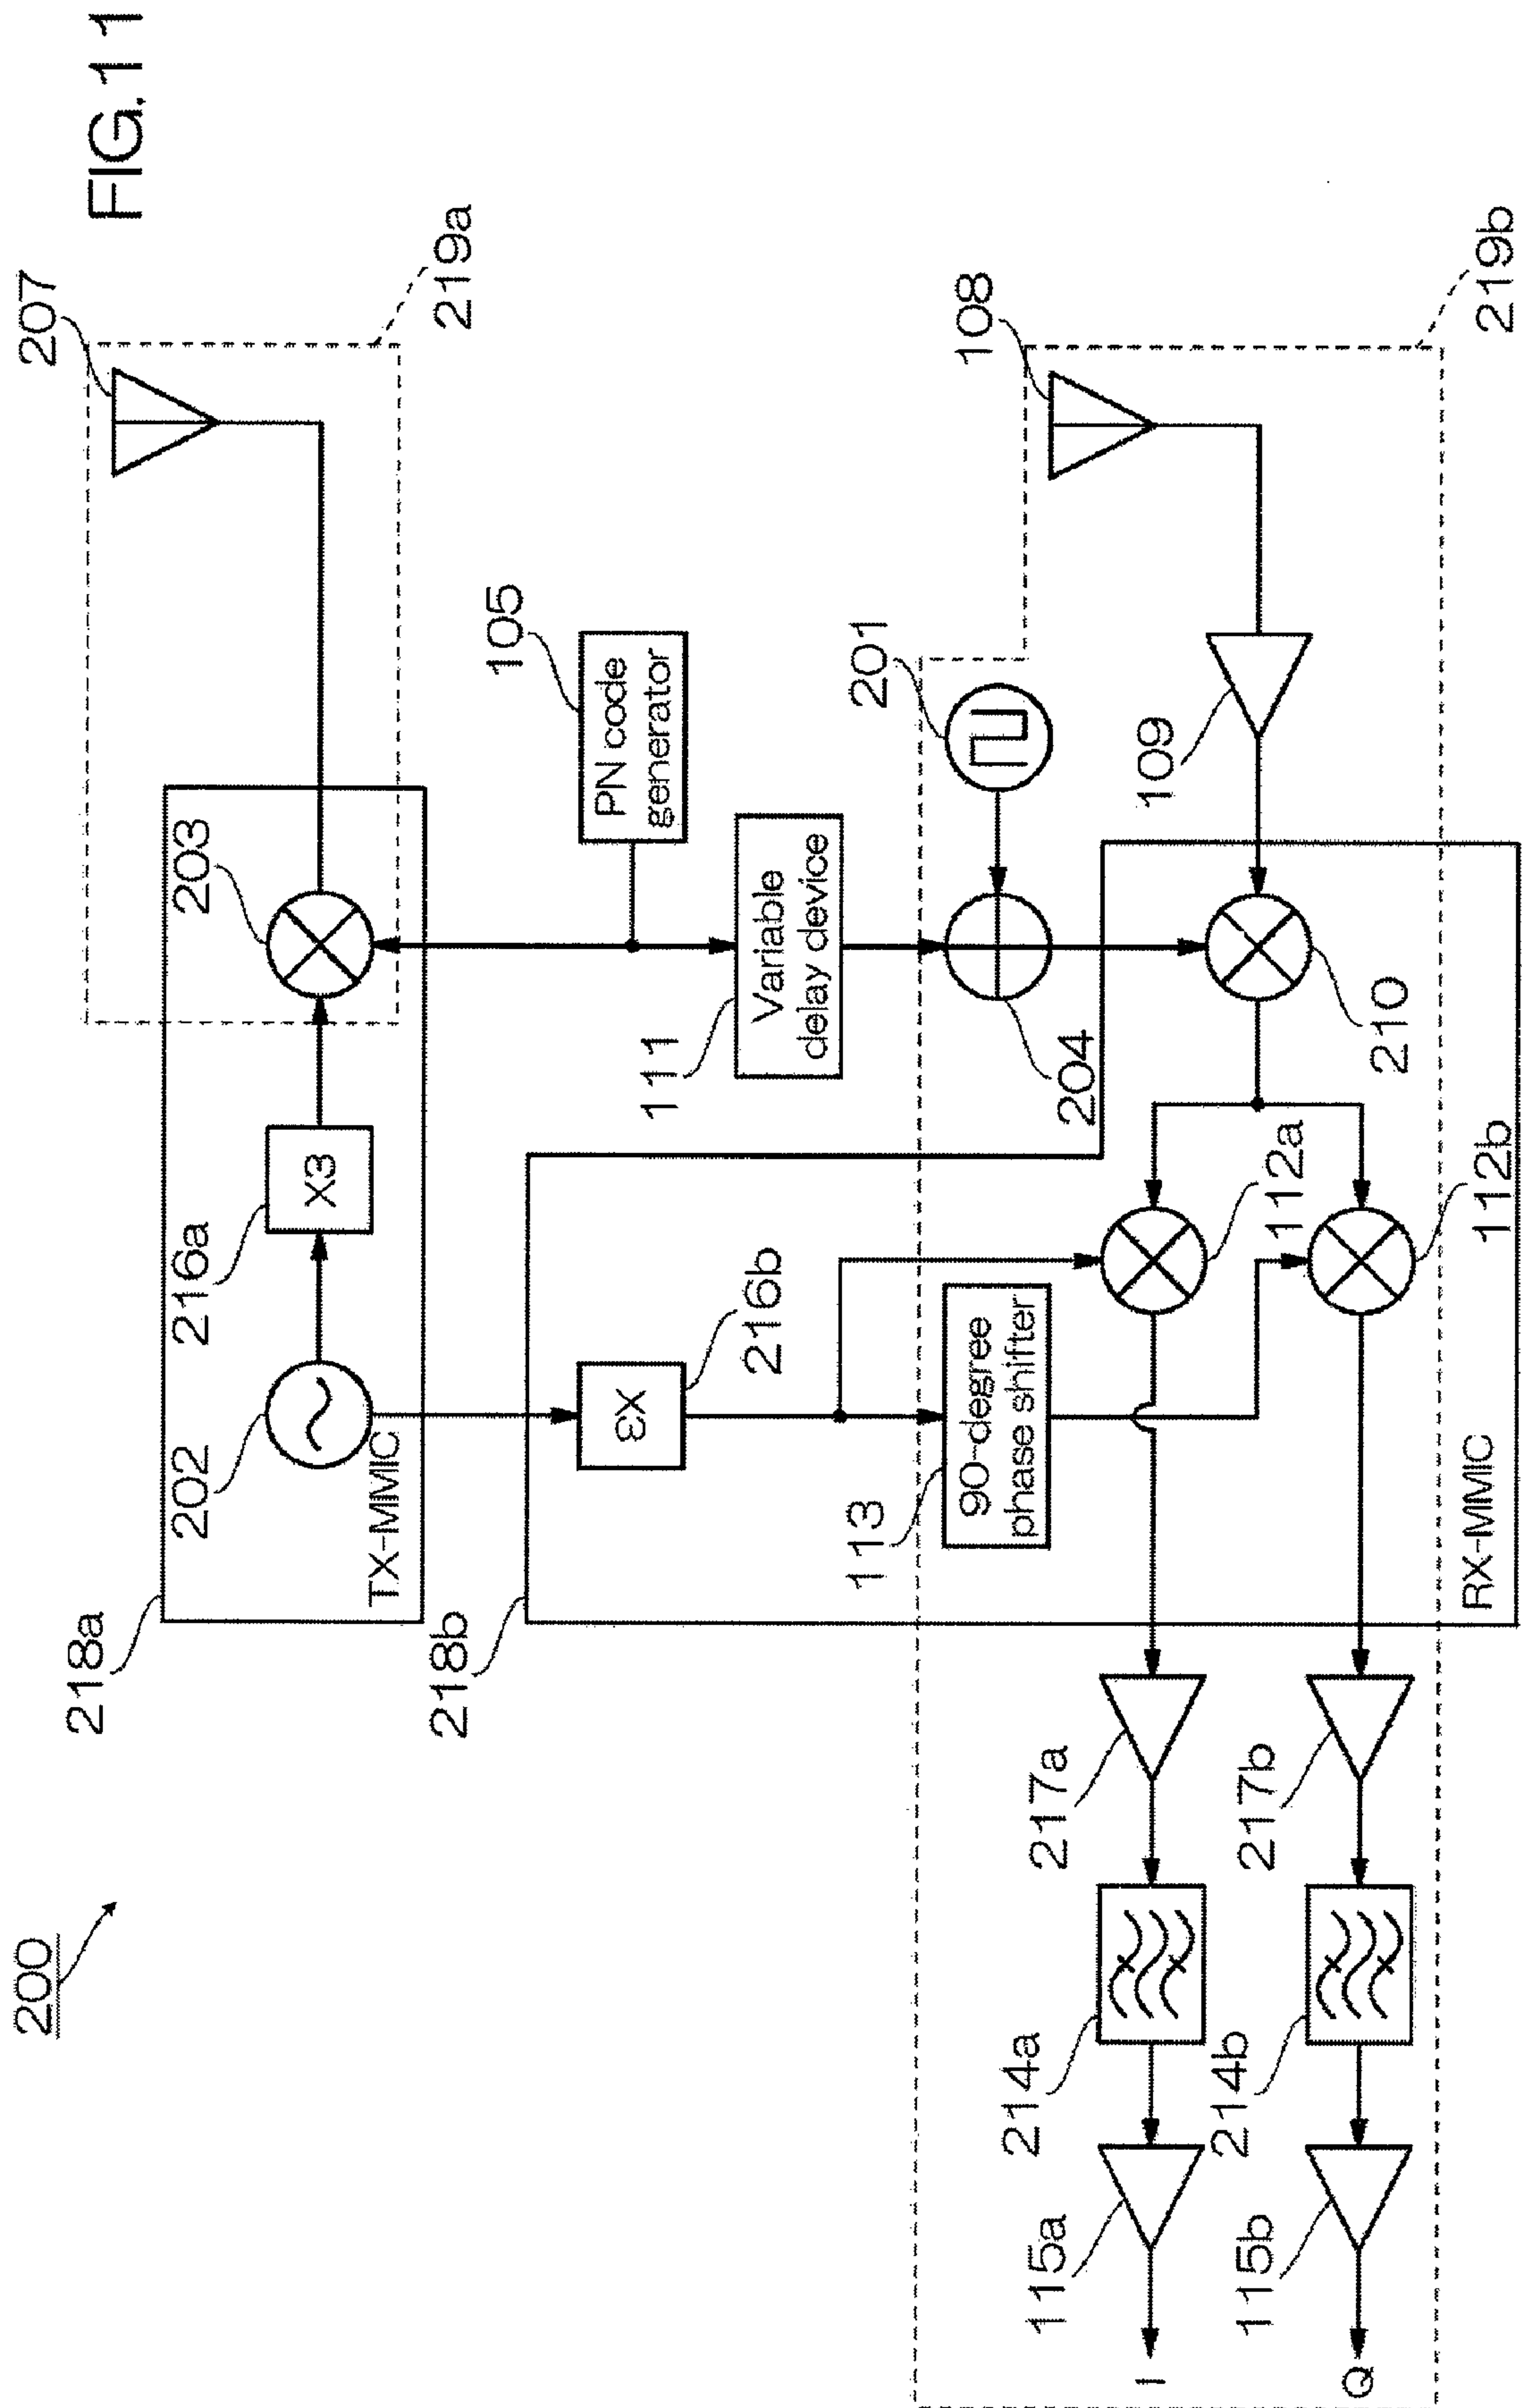 FIG.11
200
218a
202
216a
203
207
TX-MMIC
X3
219a
218b
216b
X3
111
Variable
delay device
105
PN code
generator
113
90-degree
phase shifter
204
201
108
219b
109
210
112a
112b
RX-MMIC
217a
217b
214a
214b
115a
115b
I
Q